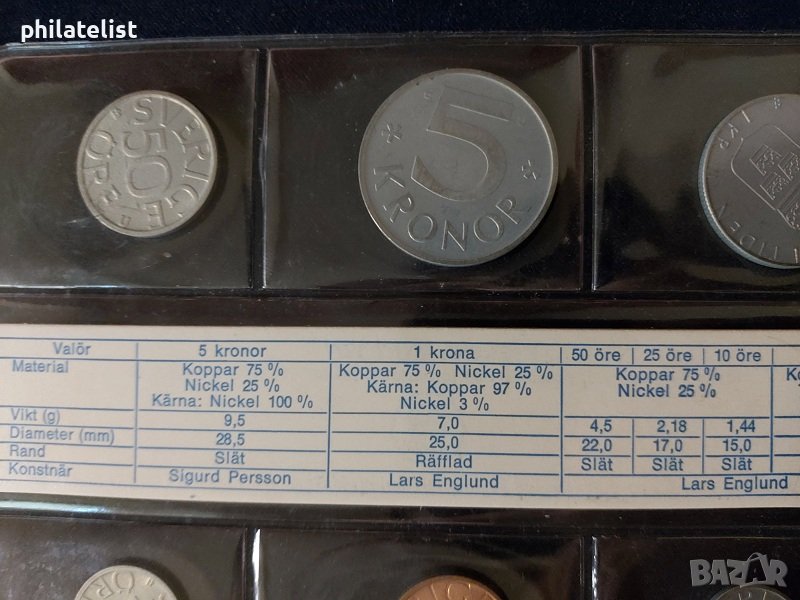 philatelist
SVERIGE
50
ÖRE
U
5
KRONOR
1 KR
I TIDEN
Valör 5 kronor 1 krona 50 öre 25 öre 10 öre
Material Koppar 75 % Koppar 75 % Nickel 25 % Koppar 75 %
Nickel 25 % Kärna: Koppar 97 % Nickel 25 %
Kärna: Nickel 100 % Nickel 3 %
Vikt (g) 9,5 7,0 4,5 2,18 1,44
Diameter (mm) 28,5 25,0 22,0 17,0 15,0
Rand Slät Räfflad Slät Slät Slät
Konstnär Sigurd Persson Lars Englund Lars Englund
BAZAR